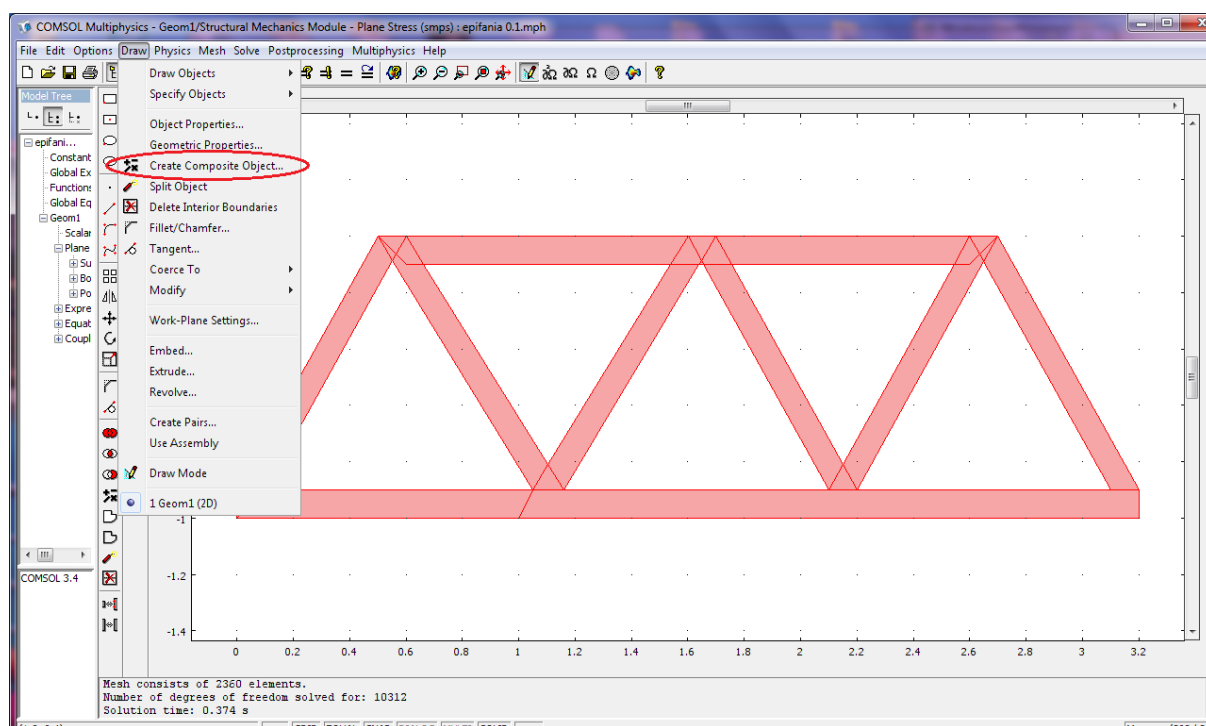 COMSOL Multiphysics - Geom1/Structural Mechanics Module - Plane Stress (smps) : epifania 0.1.mph
File Edit Options Draw Physics Mesh Solve Postprocessing Multiphysics Help
Model Tree
epifani...
Constant
Global Ex
Functions
Global Eq
Geom1
Scalar
Plane
Su
Bo
Po
Expre
Equat
Coupl
COMSOL 3.4
Draw Objects
Specify Objects
Object Properties...
Geometric Properties...
Create Composite Object...
Split Object
Delete Interior Boundaries
Fillet/Chamfer...
Tangent...
Coerce To
Modify
Work-Plane Settings...
Embed...
Extrude...
Revolve...
Create Pairs...
Use Assembly
Draw Mode
1 Geom1 (2D)
-1
-1.2
-1.4
0 0.2 0.4 0.6 0.8 1 1.2 1.4 1.6 1.8 2 2.2 2.4 2.6 2.8 3 3.2
Mesh consists of 2360 elements.
Number of degrees of freedom solved for: 10312
Solution time: 0.374 s